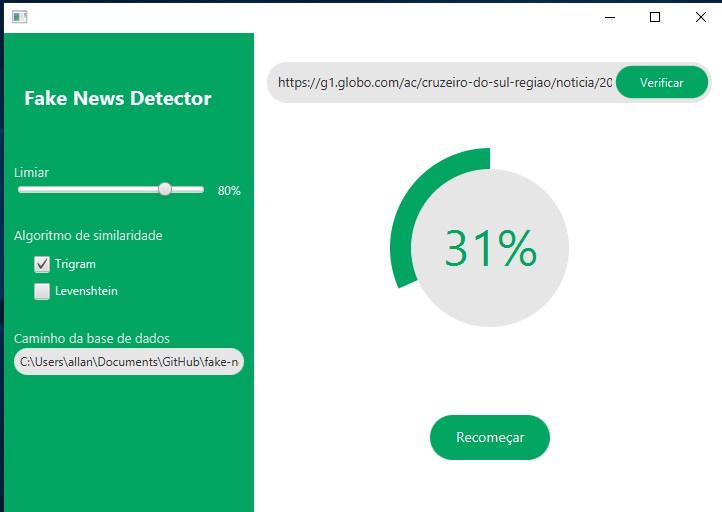 Fake News Detector
Limiar
80%
Algoritmo de similaridade
Trigram
Levenshtein
Caminho da base de dados
C:\Users\allan\Documents\GitHub\fake-n
https://g1.globo.com/ac/cruzeiro-do-sul-regiao/noticia/20
Verificar
31%
Recomeçar